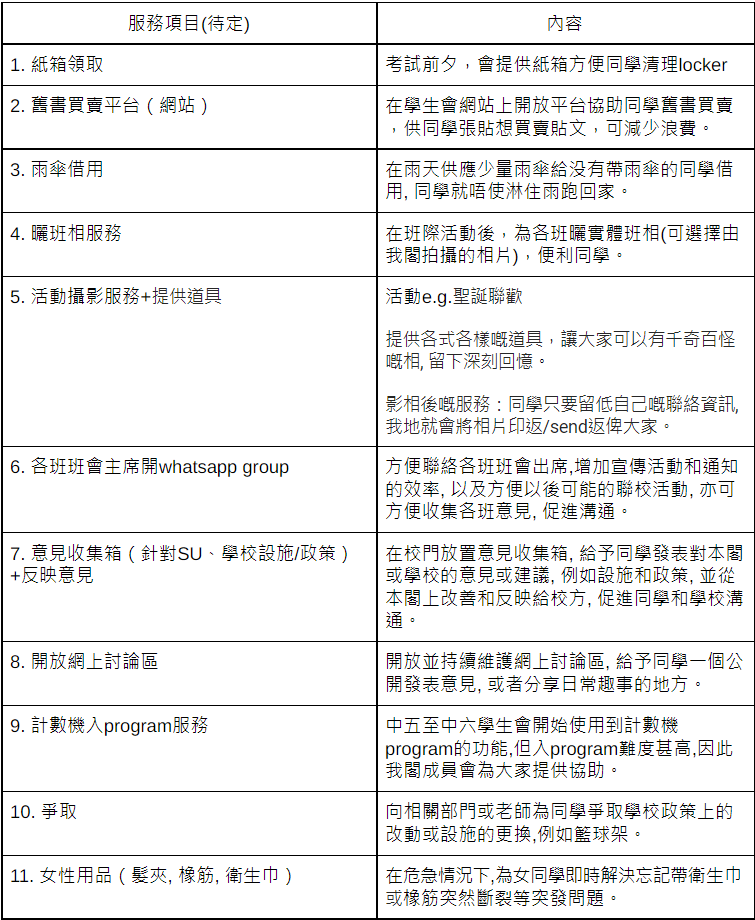 服務項目(待定)
內容
1. 紙箱領取
考試前夕，會提供紙箱方便同學清理locker
2. 舊書買賣平台（網站）
在學生會網站上開放平台協助同學舊書買賣
，供同學張貼想買賣貼文，可減少浪費。
3. 雨傘借用
在雨天供應少量雨傘給没有帶雨傘的同學借
用, 同學就唔使淋住雨跑回家。
4. 曬班相服務
在班際活動後，為各班曬實體班相(可選擇由
我閣拍攝的相片)，便利同學。
5. 活動攝影服務+提供道具
活動e.g.聖誕聯歡
提供各式各樣嘅道具，讓大家可以有千奇百怪
嘅相, 留下深刻回憶。
影相後嘅服務：同學只要留低自己嘅聯絡資訊,
我地就會將相片印返/send返俾大家。
6. 各班班會主席開whatsapp group
方便聯絡各班班會出席,增加宣傳活動和通知
的效率, 以及方便以後可能的聯校活動, 亦可
方便收集各班意見, 促進溝通。
7. 意見收集箱（針對SU、學校設施/政策）
+反映意見
在校門放置意見收集箱, 給予同學發表對本閣
或學校的意見或建議, 例如設施和政策, 並從
本閣上改善和反映給校方, 促進同學和學校溝
通。
8. 開放網上討論區
開放並持續維護網上討論區, 給予同學一個公
開發表意見, 或者分享日常趣事的地方。
9. 計數機入program服務
中五至中六學生會開始使用到計數機
program的功能,但入program難度甚高,因此
我閣成員會為大家提供協助。
10. 爭取
向相關部門或老師為同學爭取學校政策上的
改動或設施的更換,例如籃球架。
11. 女性用品（髮夾, 橡筋, 衛生巾）
在危急情況下,為女同學即時解決忘記帶衛生巾
或橡筋突然斷裂等突發問題。